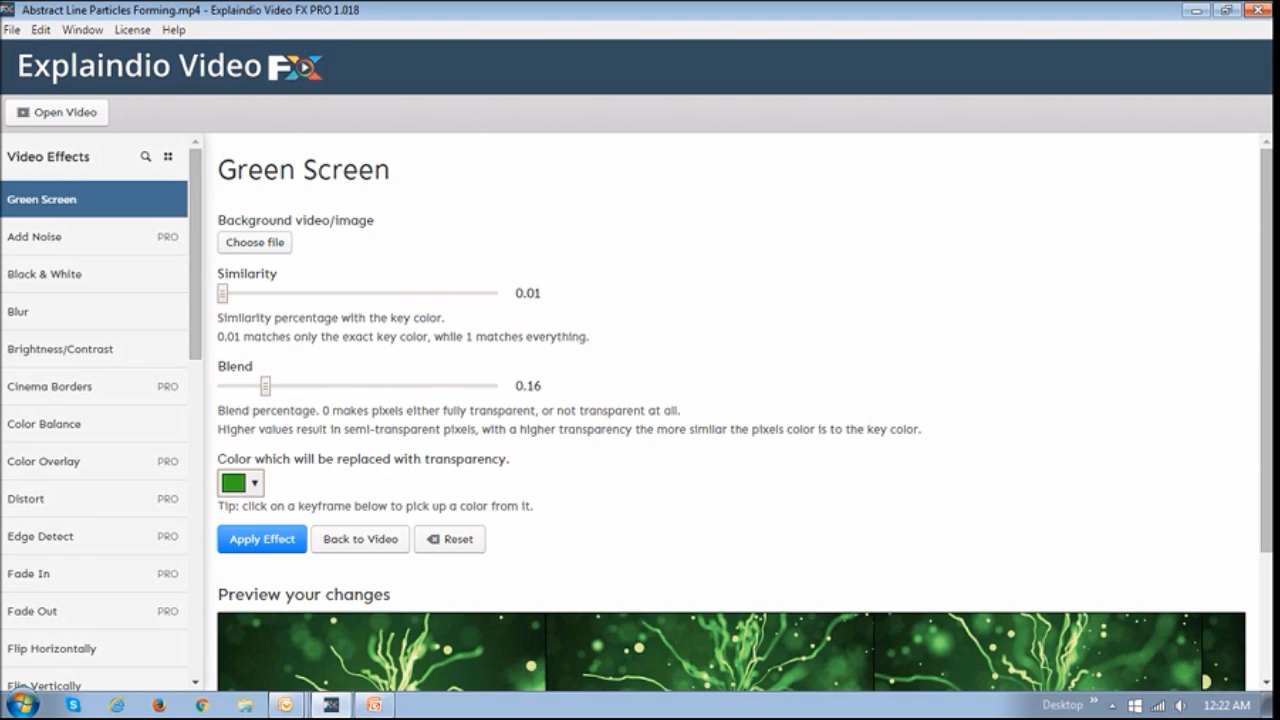 Abstract Line Particles Forming.mp4 - Explaindio Video FX PRO 1.018
File Edit Window License Help
Explaindio Video FX
Open Video
Video Effects
Green Screen
Add Noise PRO
Black & White
Blur
Brightness/Contrast
Cinema Borders PRO
Color Balance
Color Overlay PRO
Distort PRO
Edge Detect PRO
Fade In PRO
Fade Out PRO
Flip Horizontally
Flip Vertically
Green Screen
Background video/image
Choose file
Similarity
0.01
Similarity percentage with the key color.
0.01 matches only the exact key color, while 1 matches everything.
Blend
0.16
Blend percentage. 0 makes pixels either fully transparent, or not transparent at all.
Higher values result in semi-transparent pixels, with a higher transparency the more similar the pixels color is to the key color.
Color which will be replaced with transparency.
Tip: click on a keyframe below to pick up a color from it.
Apply Effect Back to Video Reset
Preview your changes
Desktop 12:22 AM